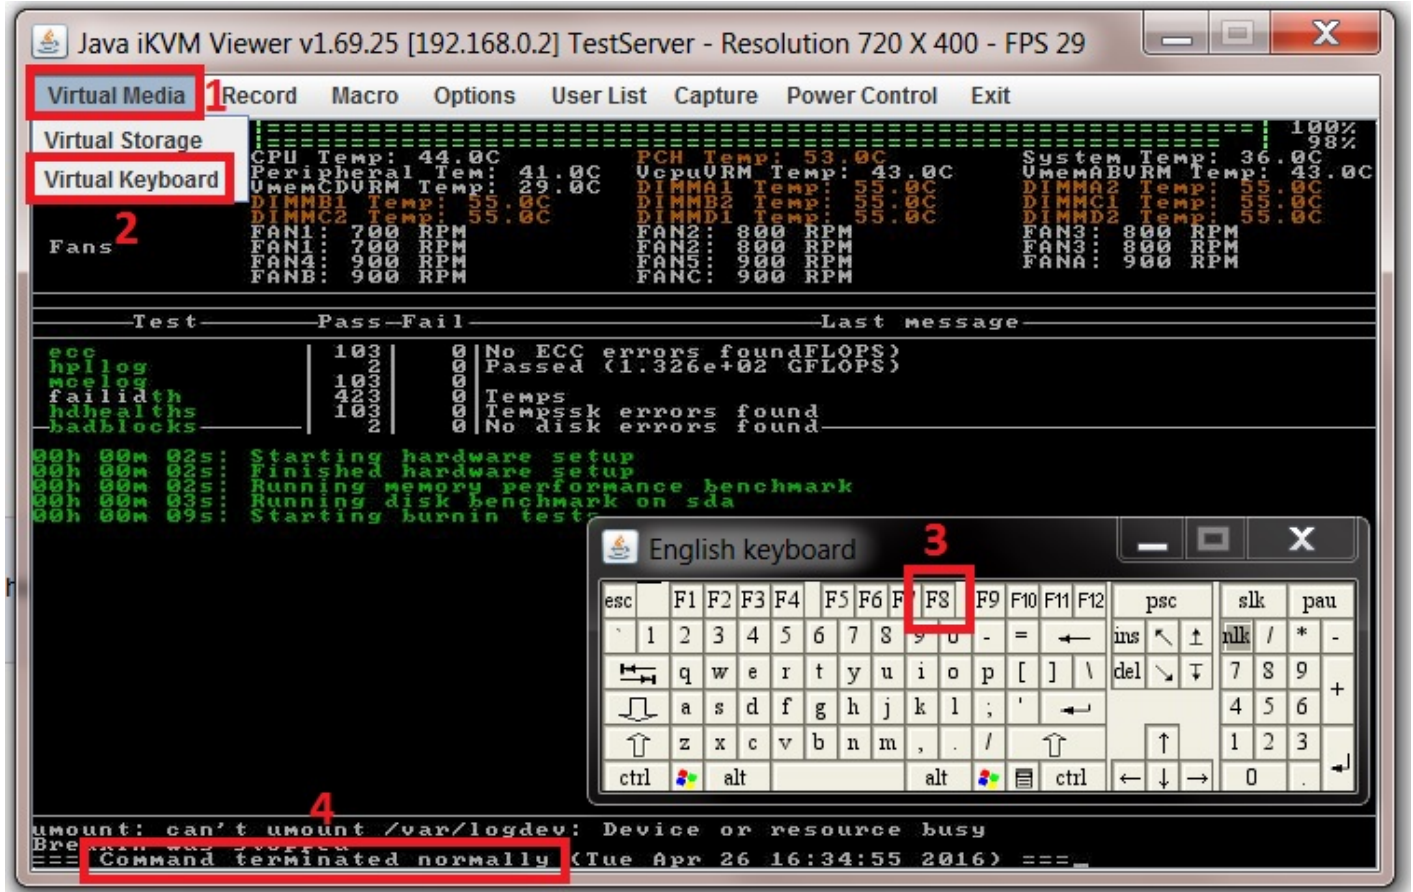 Java iKVM Viewer v1.69.25 [192.168.0.2] TestServer - Resolution 720 X 400 - FPS 29
Virtual Media 1 Record Macro Options User List Capture Power Control Exit
Virtual Storage
Virtual Keyboard
2
100%
98%
CPU Temp: 44.0C PCH Temp: 53.0C System Temp: 36.0C
Peripheral Tem: 41.0C VcpuVRM Temp: 43.0C VmemABVRM Temp: 43.0C
VmemCDVRM Temp: 29.0C DIMMA1 Temp: 55.0C DIMMA2 Temp: 55.0C
DIMMB1 Temp: 55.0C DIMMB2 Temp: 55.0C DIMMC1 Temp: 55.0C
DIMMC2 Temp: 55.0C DIMMD1 Temp: 55.0C DIMMD2 Temp: 55.0C
FAN1: 700 RPM FAN2: 800 RPM FAN3: 800 RPM
Fans FAN1: 700 RPM FAN2: 800 RPM FAN3: 800 RPM
FAN4: 900 RPM FAN5: 900 RPM FANA: 900 RPM
FANB: 900 RPM FANC: 900 RPM
Test Pass Fail Last message
ecc 103 0 No ECC errors foundFLOPS)
hpllog 2 0 Passed (1.326e+02 GFLOPS)
mcelog 103 0
failidth 423 0 Temps
hdhealths 103 0 Tempssk errors found
badblocks 2 0 No disk errors found
00h 00m 02s: Starting hardware setup
00h 00m 02s: Finished hardware setup
00h 00m 02s: Running memory performance benchmark
00h 00m 03s: Running disk benchmark on sda
00h 00m 09s: Starting burnin tests
English keyboard 3
esc F1 F2 F3 F4 F5 F6 F7 F8 F9 F10 F11 F12 psc slk pau
` 1 2 3 4 5 6 7 8 9 0 - = ← ins ↖ ↥ nlk / * -
q w e r t y u i o p [ ] \ del ↘ ↧ 7 8 9 +
a s d f g h j k l ; ' 4 5 6
z x c v b n m , . / ↑ 1 2 3
ctrl alt alt ctrl ← ↓ → 0 .
4
umount: can't umount /var/logdev: Device or resource busy
Breakin was stopped
=== Command terminated normally (Tue Apr 26 16:34:55 2016) ===_